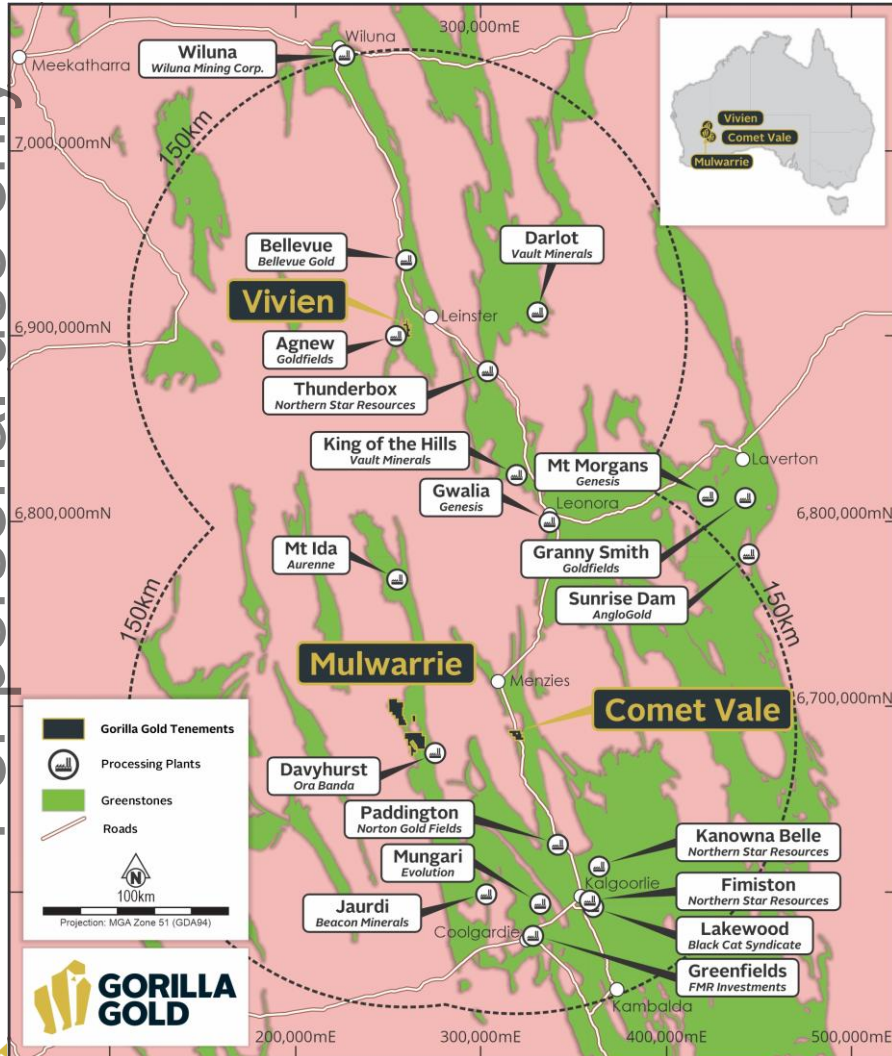 Wiluna
300,000mE
Wiluna
Wiluna Mining Corp.
Meekatharra
Vivien
Comet Vale
Mulwarrie
150km
7,000,000mN
Bellevue
Bellevue Gold
Darlot
Vault Minerals
Vivien
Leinster
6,900,000mN
Agnew
Goldfields
Thunderbox
Northern Star Resources
King of the Hills
Vault Minerals
Mt Morgans
Genesis
Laverton
Gwalia
Genesis
Leonora
6,800,000mN
6,800,000mN
Mt Ida
Aurenne
Granny Smith
Goldfields
Sunrise Dam
AngloGold
150km
150km
Mulwarrie
Menzies
Comet Vale
6,700,000mN
Gorilla Gold Tenements
Processing Plants
Greenstones
Roads
N
100km
Projection: MGA Zone 51 (GDA94)
Davyhurst
Ora Banda
Paddington
Norton Gold Fields
Kanowna Belle
Northern Star Resources
Mungari
Evolution
Kalgoorlie
Fimiston
Northern Star Resources
Jaurdi
Beacon Minerals
Coolgardie
Lakewood
Black Cat Syndicate
Greenfields
FMR Investments
Kambalda
GORILLA
GOLD
200,000mE
300,000mE
400,000mE
500,000mE